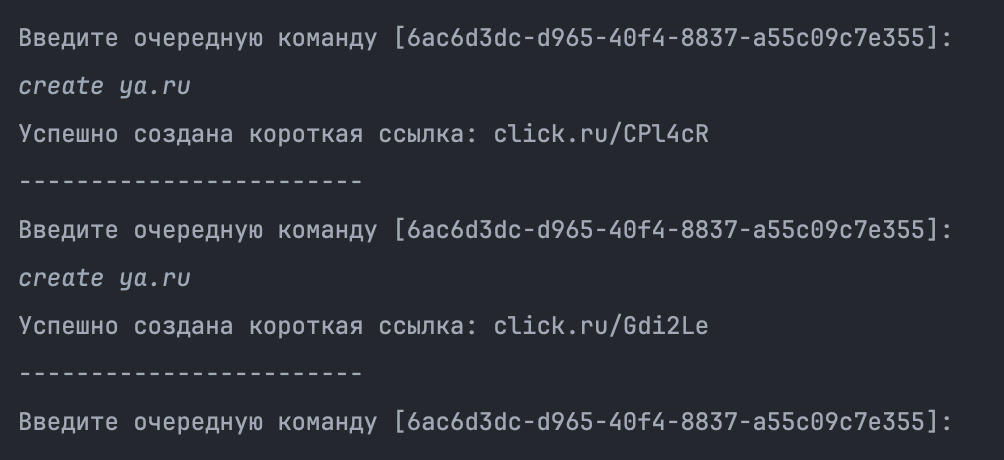 Введите очередную команду [6ac6d3dc-d965-40f4-8837-a55c09c7e355]:
create ya.ru
Успешно создана короткая ссылка: click.ru/CPl4cR
------------------------
Введите очередную команду [6ac6d3dc-d965-40f4-8837-a55c09c7e355]:
create ya.ru
Успешно создана короткая ссылка: click.ru/Gdi2Le
------------------------
Введите очередную команду [6ac6d3dc-d965-40f4-8837-a55c09c7e355]: